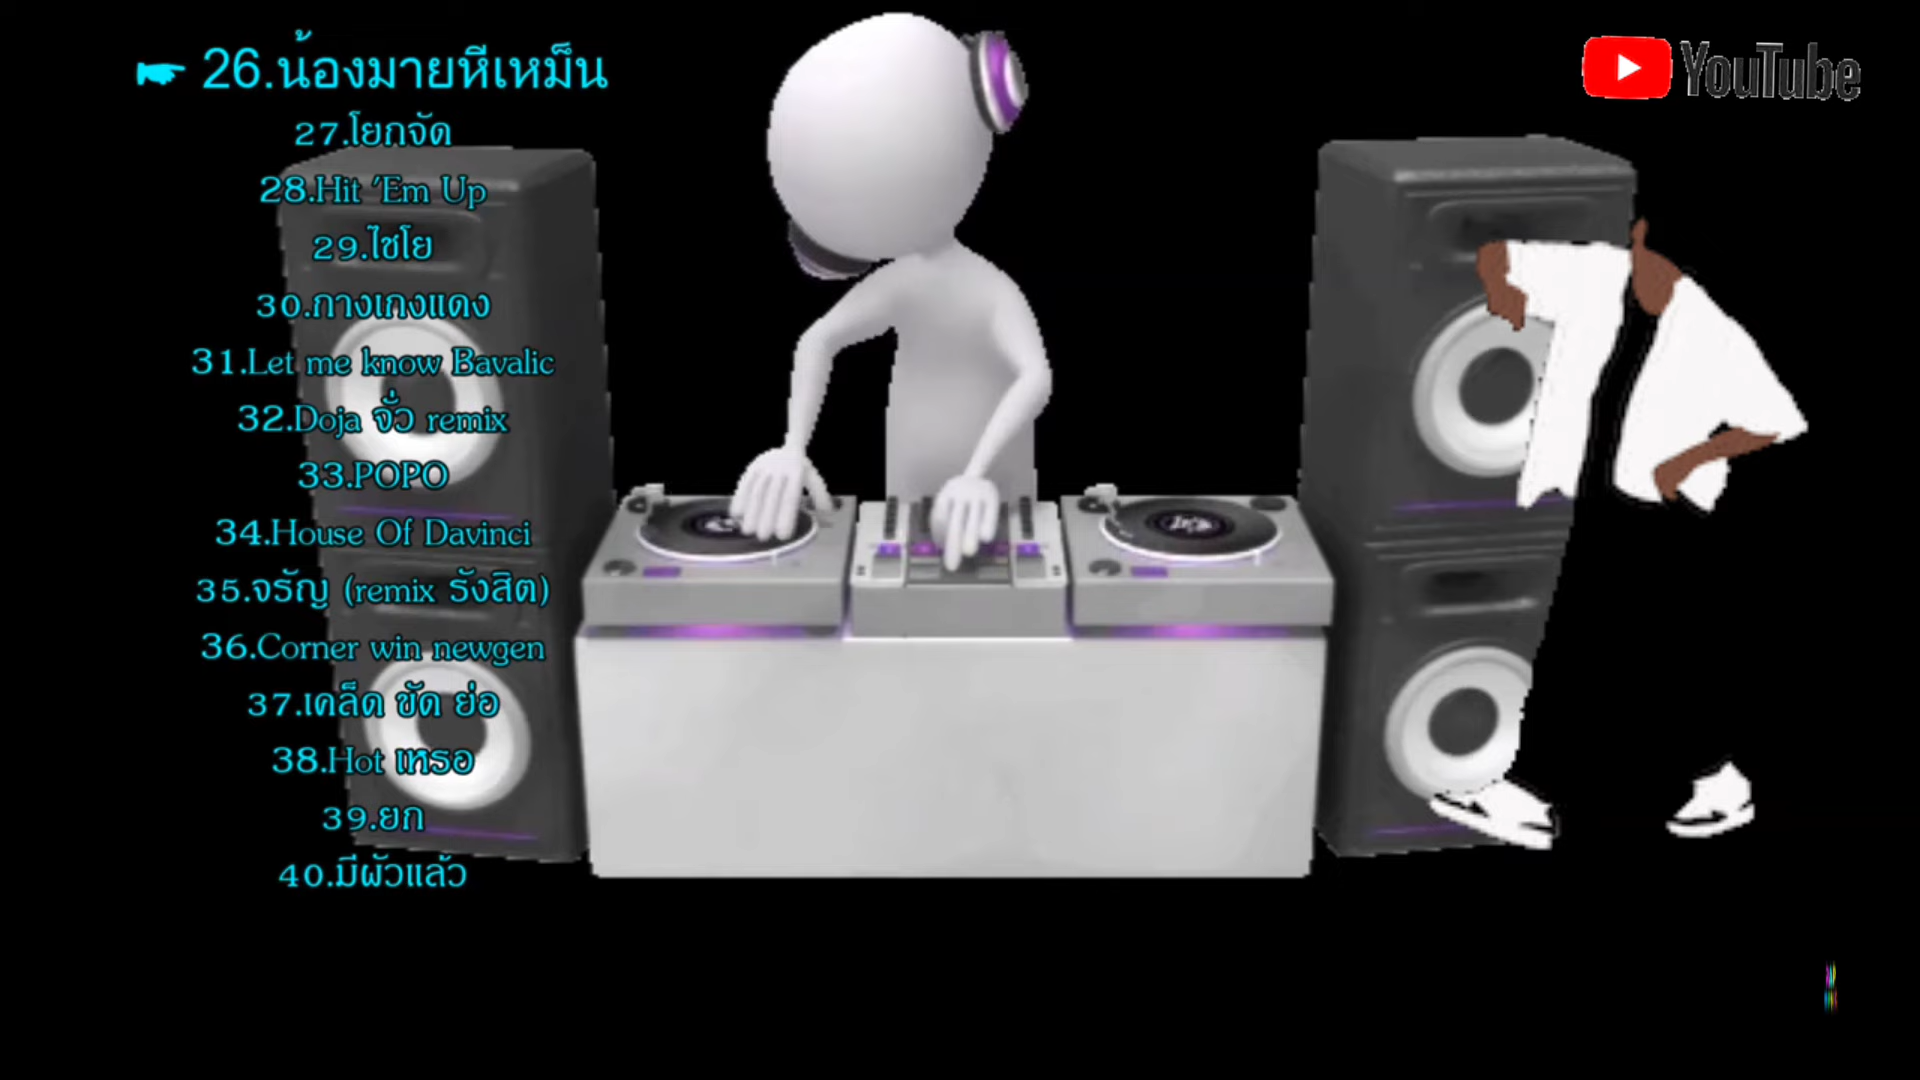 ☛ 26.น้องมายหีเหม็น
27.โยกจัด
28.Hit 'Em Up
29.ไชโย
30.กางเกงแดง
31.Let me know Bavalic
32.Doja จั่ว remix
33.POPO
34.House Of Davinci
35.จรัญ (remix รังสิต)
36.Corner win newgen
37.เคล็ด ขัด ย่อ
38.Hot เหรอ
39.ยก
40.มีผัวแล้ว
YouTube